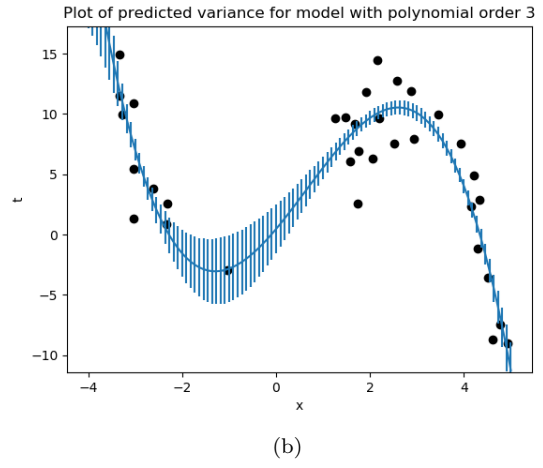 Plot of predicted variance for model with polynomial order 3
15
10
5
0
−5
−10
t
−4 −2 0 2 4
x
(b)